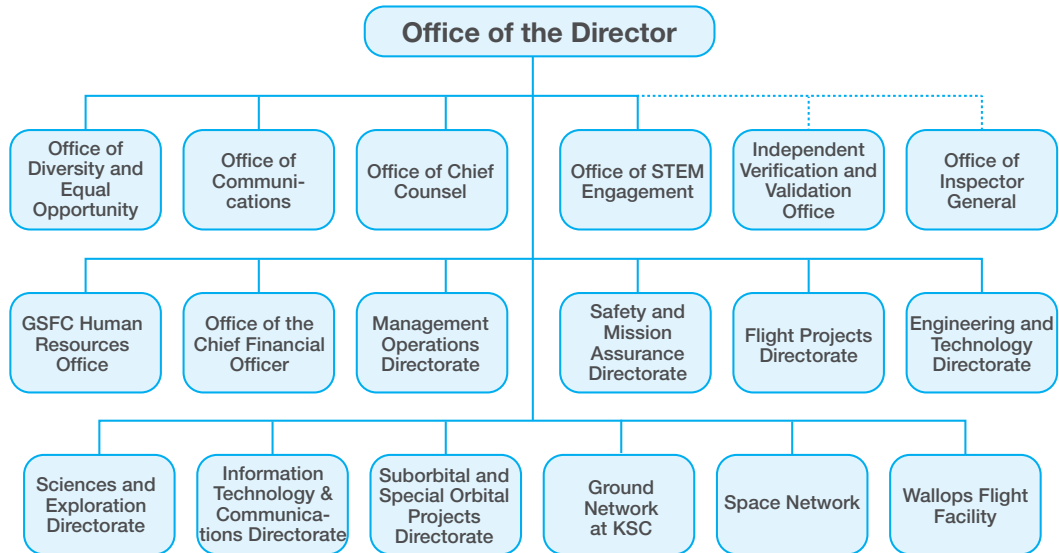 Office of the Director
Office of
Diversity and
Equal
Opportunity
Office of
Communi-
cations
Office of Chief
Counsel
Office of STEM
Engagement
Independent
Verification and
Validation
Office
Office of
Inspector
General
GSFC Human
Resources
Office
Office of the
Chief Financial
Officer
Management
Operations
Directorate
Safety and
Mission
Assurance
Directorate
Flight Projects
Directorate
Engineering and
Technology
Directorate
Sciences and
Exploration
Directorate
Information
Technology &
Communica-
tions Directorate
Suborbital and
Special Orbital
Projects
Directorate
Ground
Network
at KSC
Space Network
Wallops Flight
Facility